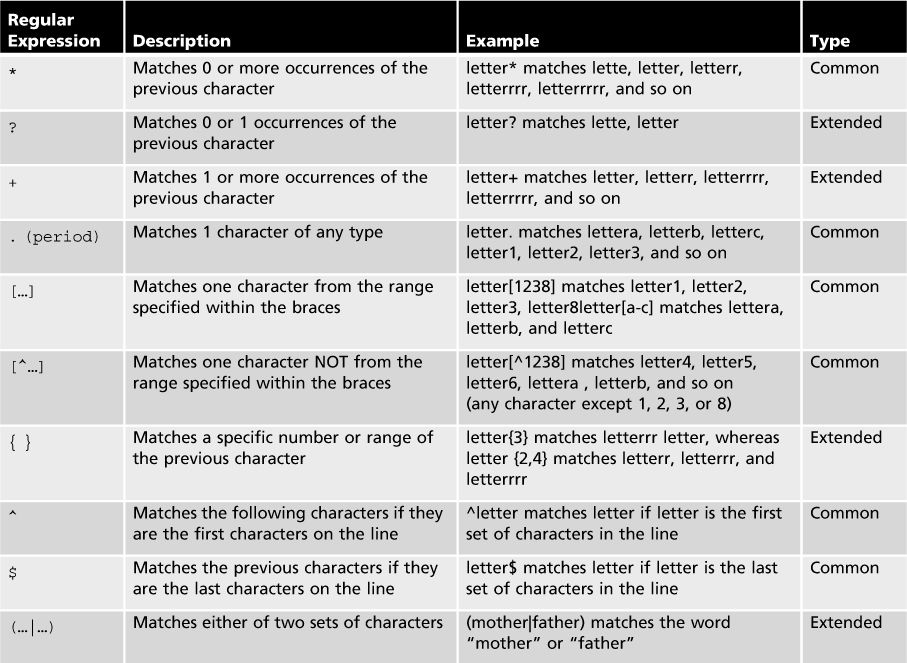 Regular
Expression Description Example Type
* Matches 0 or more occurrences of the letter* matches lette, letter, letterr, Common
previous character letterrrr, letterrrrr, and so on
? Matches 0 or 1 occurrences of the letter? matches lette, letter Extended
previous character
+ Matches 1 or more occurrences of the letter+ matches letter, letterr, letterrrr, Extended
previous character letterrrrr, and so on
. (period) Matches 1 character of any type letter. matches lettera, letterb, letterc, Common
letter1, letter2, letter3, and so on
[…] Matches one character from the range letter[1238] matches letter1, letter2, Common
specified within the braces letter3, letter8letter[a-c] matches lettera,
letterb, and letterc
[^…] Matches one character NOT from the letter[^1238] matches letter4, letter5, Common
range specified within the braces letter6, lettera , letterb, and so on
(any character except 1, 2, 3, or 8)
{ } Matches a specific number or range of letter{3} matches letterrr letter, whereas Extended
the previous character letter {2,4} matches letterr, letterrr, and
letterrrr
^ Matches the following characters if they ^letter matches letter if letter is the first Common
are the first characters on the line set of characters in the line
$ Matches the previous characters if they letter$ matches letter if letter is the last Common
are the last characters on the line set of characters in the line
(…|…) Matches either of two sets of characters (mother|father) matches the word Extended
“mother” or “father”